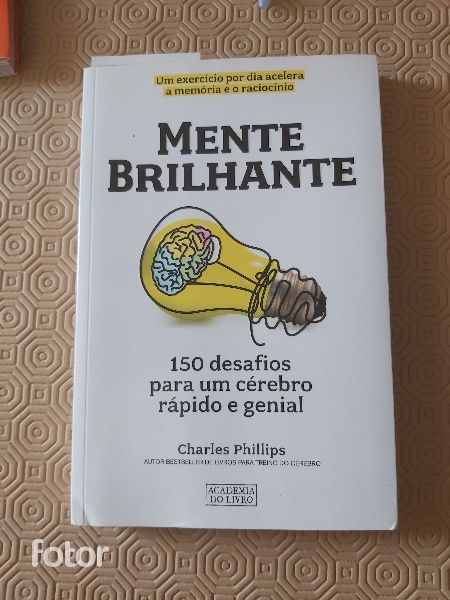 Um exercício por dia acelera
a memória e o raciocínio
MENTE
BRILHANTE
150 desafios
para um cérebro
rápido e genial
Charles Phillips
AUTOR BESTSELLER DE LIVROS PARA TREINO DO CÉREBRO
ACADEMIA
DO LIVRO
fotor